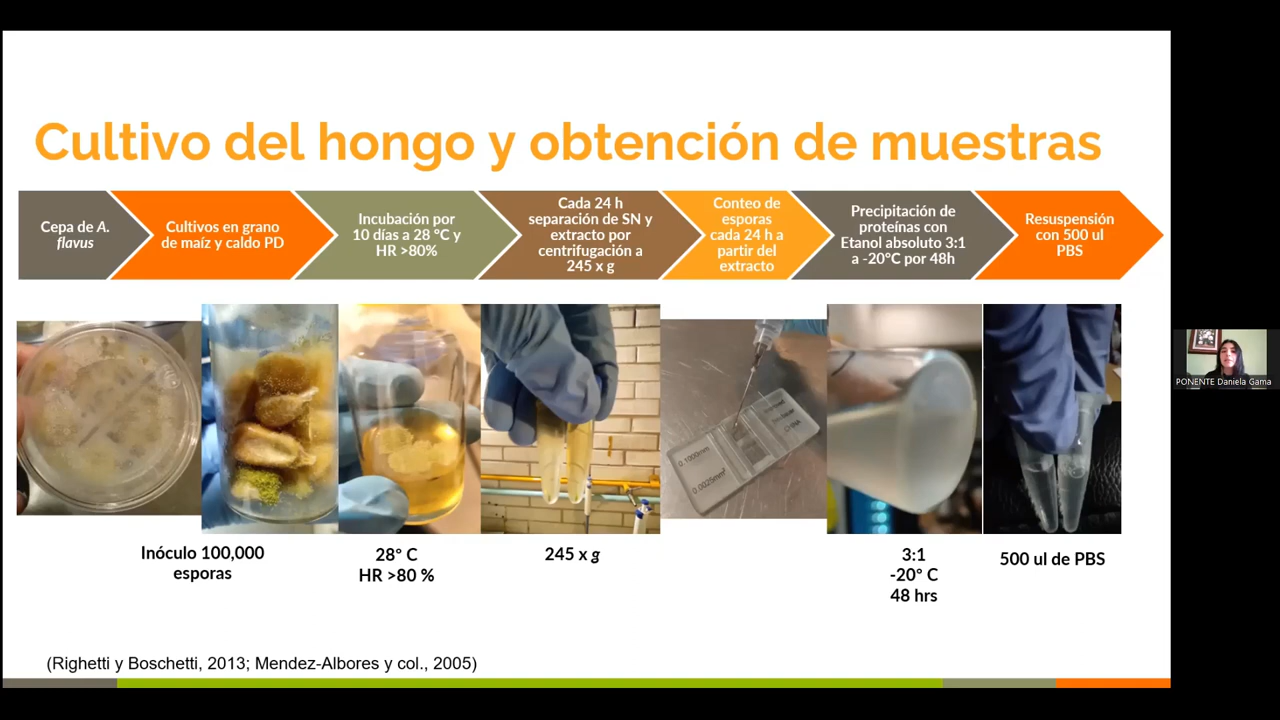 Cultivo del hongo y obtención de muestras
Cepa de A.
flavus
Cultivos en grano
de maíz y caldo PD
Incubación por
10 días a 28 °C y
HR >80%
Cada 24 h
separación de SN y
extracto por
centrifugación a
245 x g
Conteo de
esporas
cada 24 h a
partir del
extracto
Precipitación de
proteínas con
Etanol absoluto 3:1
a -20°C por 48h
Resuspensión
con 500 ul
PBS
0.1000mm
0.0025mm²
Inóculo 100,000
esporas
28° C
HR >80 %
245 x g
3:1
-20° C
48 hrs
500 ul de PBS
(Righetti y Boschetti, 2013; Mendez-Albores y col., 2005)
PONENTE Daniela Gama